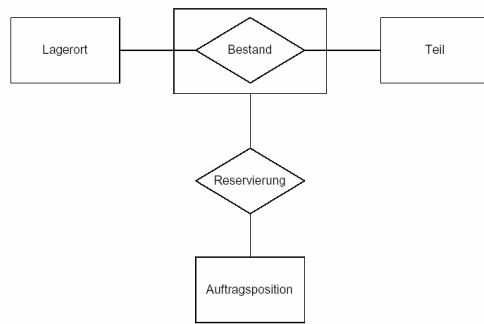 Lagerort
Bestand
Teil
Reservierung
Auftragsposition